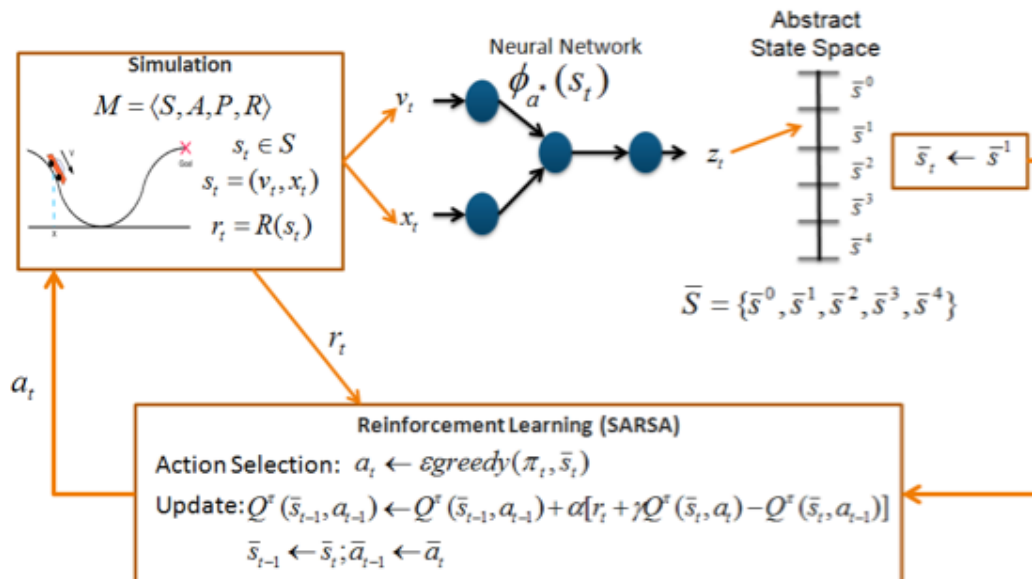 Simulation
M = ⟨S, A, P, R⟩
s_t ∈ S
s_t = (v_t, x_t)
r_t = R(s_t)
V
Goal
x
v_t
x_t
Neural Network
ϕ_{a*}(s_t)
z_t
Abstract
State Space
s̄^0
s̄^1
s̄^2
s̄^3
s̄^4
S̄ = {s̄^0, s̄^1, s̄^2, s̄^3, s̄^4}
s̄_t ← s̄^1
r_t
a_t
Reinforcement Learning (SARSA)
Action Selection: a_t ← εgreedy(π_t, s̄_t)
Update: Q^π(s̄_{t-1}, a_{t-1}) ← Q^π(s̄_{t-1}, a_{t-1}) + α[r_t + γQ^π(s̄_t, a_t) − Q^π(s̄_t, a_{t-1})]
s̄_{t-1} ← s̄_t; ā_{t-1} ← ā_t